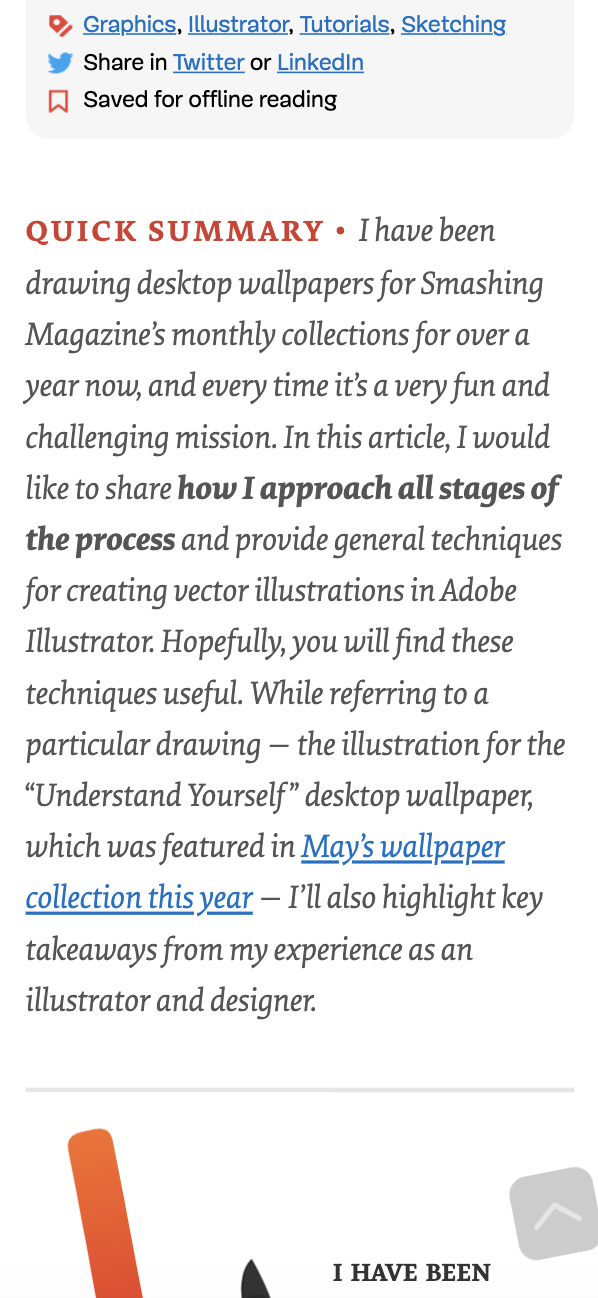 Graphics, Illustrator, Tutorials, Sketching
Share in Twitter or LinkedIn
Saved for offline reading
QUICK SUMMARY • I have been
drawing desktop wallpapers for Smashing
Magazine’s monthly collections for over a
year now, and every time it’s a very fun and
challenging mission. In this article, I would
like to share how I approach all stages of
the process and provide general techniques
for creating vector illustrations in Adobe
Illustrator. Hopefully, you will find these
techniques useful. While referring to a
particular drawing — the illustration for the
“Understand Yourself” desktop wallpaper,
which was featured in May’s wallpaper
collection this year — I’ll also highlight key
takeaways from my experience as an
illustrator and designer.
I HAVE BEEN